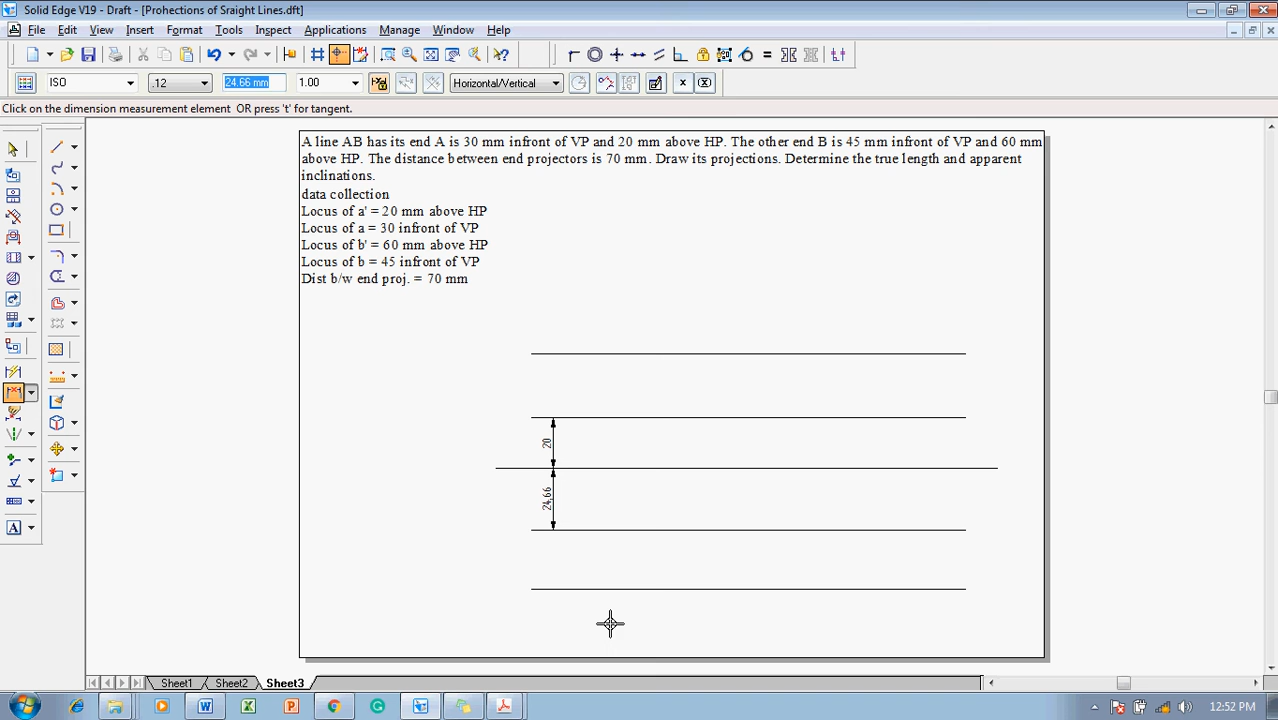 Solid Edge V19 - Draft - [Prohections of Sraight Lines.dft]
File Edit View Insert Format Tools Inspect Applications Manage Window Help
ISO .12 24.66 mm 1.00 Horizontal/Vertical
Click on the dimension measurement element OR press 't' for tangent.
A line AB has its end A is 30 mm infront of VP and 20 mm above HP. The other end B is 45 mm infront of VP and 60 mm
above HP. The distance between end projectors is 70 mm. Draw its projections. Determine the true length and apparent
inclinations.
data collection
Locus of a' = 20 mm above HP
Locus of a = 30 infront of VP
Locus of b' = 60 mm above HP
Locus of b = 45 infront of VP
Dist b/w end proj. = 70 mm
20
24,66
Sheet1 Sheet2 Sheet3
12:52 PM